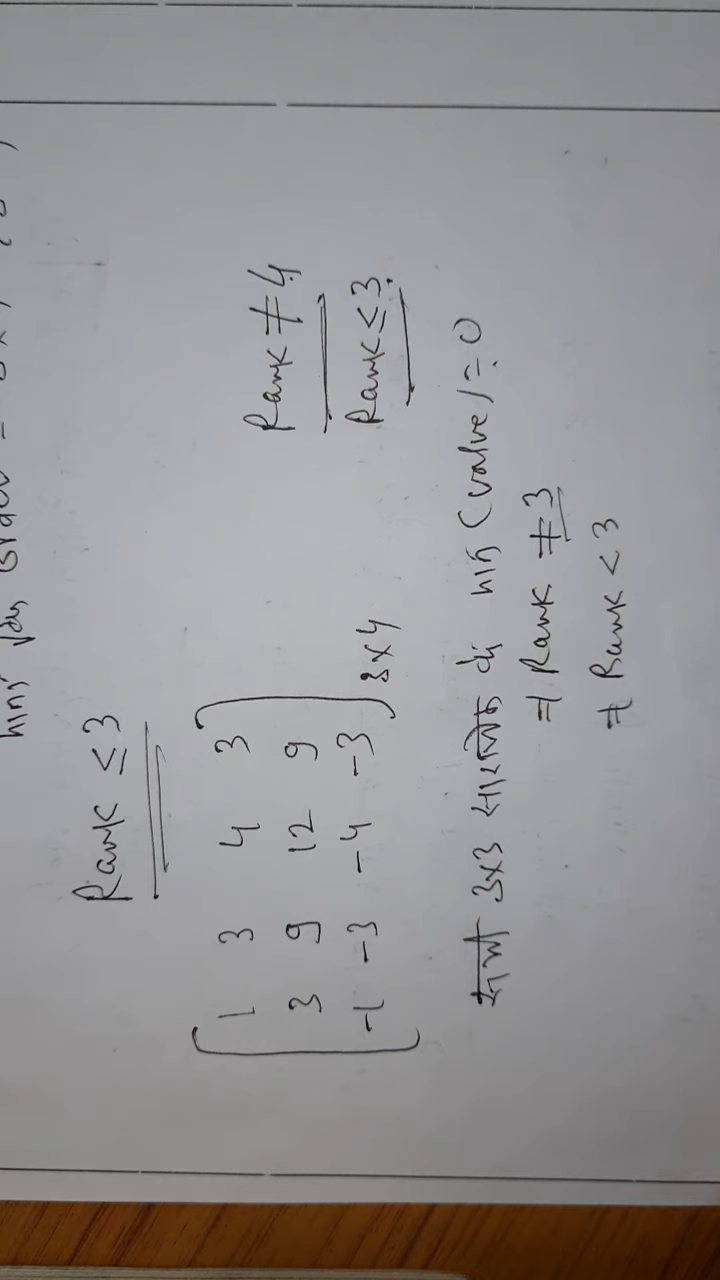 Rank ≤ 3
1 3 4 3
3 9 12 9
-1 -3 -4 -3
3x4
Rank ≠ 4
Rank ≤ 3
सभी 3x3 सारणिक का मान (value) = 0
⇒ Rank ≠ 3
⇒ Rank < 3